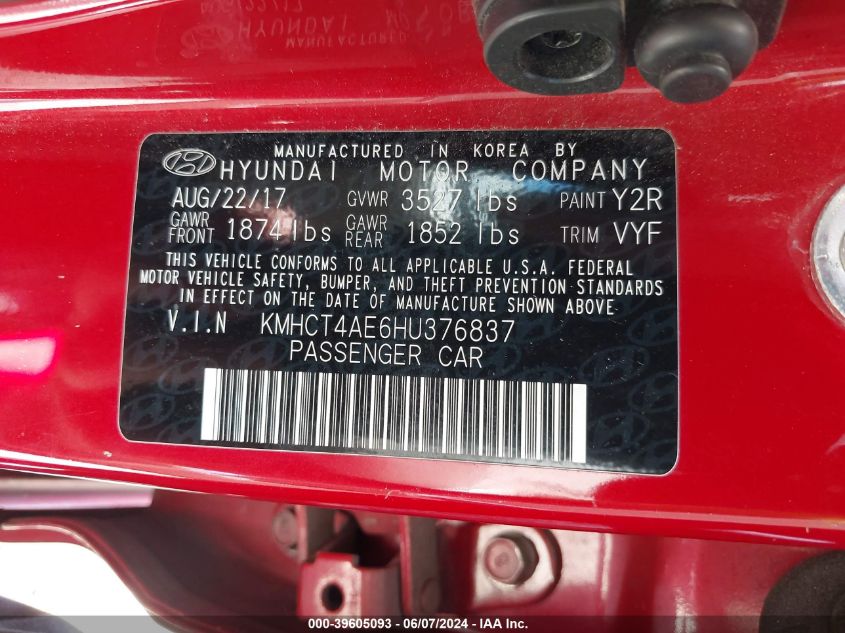 MANUFACTURED IN KOREA BY
HYUNDAI MOTOR COMPANY
AUG/22/17 GVWR 3527 lbs PAINT Y2R
GAWR FRONT 1874 lbs GAWR REAR 1852 lbs TRIM VYF
THIS VEHICLE CONFORMS TO ALL APPLICABLE U.S.A. FEDERAL
MOTOR VEHICLE SAFETY, BUMPER, AND THEFT PREVENTION STANDARDS
IN EFFECT ON THE DATE OF MANUFACTURE SHOWN ABOVE.
V.I.N KMHCT4AE6HU376837
PASSENGER CAR
000-39605093 - 06/07/2024 - IAA Inc.